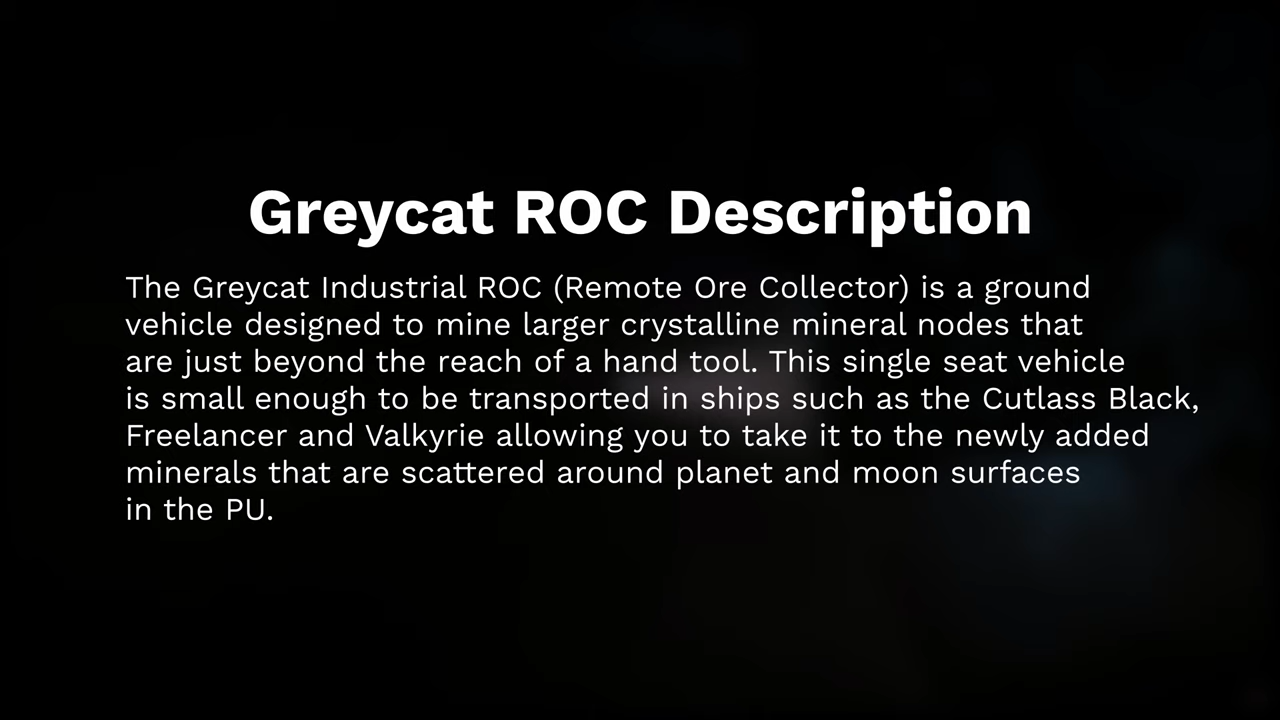 Greycat ROC Description
The Greycat Industrial ROC (Remote Ore Collector) is a ground
vehicle designed to mine larger crystalline mineral nodes that
are just beyond the reach of a hand tool. This single seat vehicle
is small enough to be transported in ships such as the Cutlass Black,
Freelancer and Valkyrie allowing you to take it to the newly added
minerals that are scattered around planet and moon surfaces
in the PU.